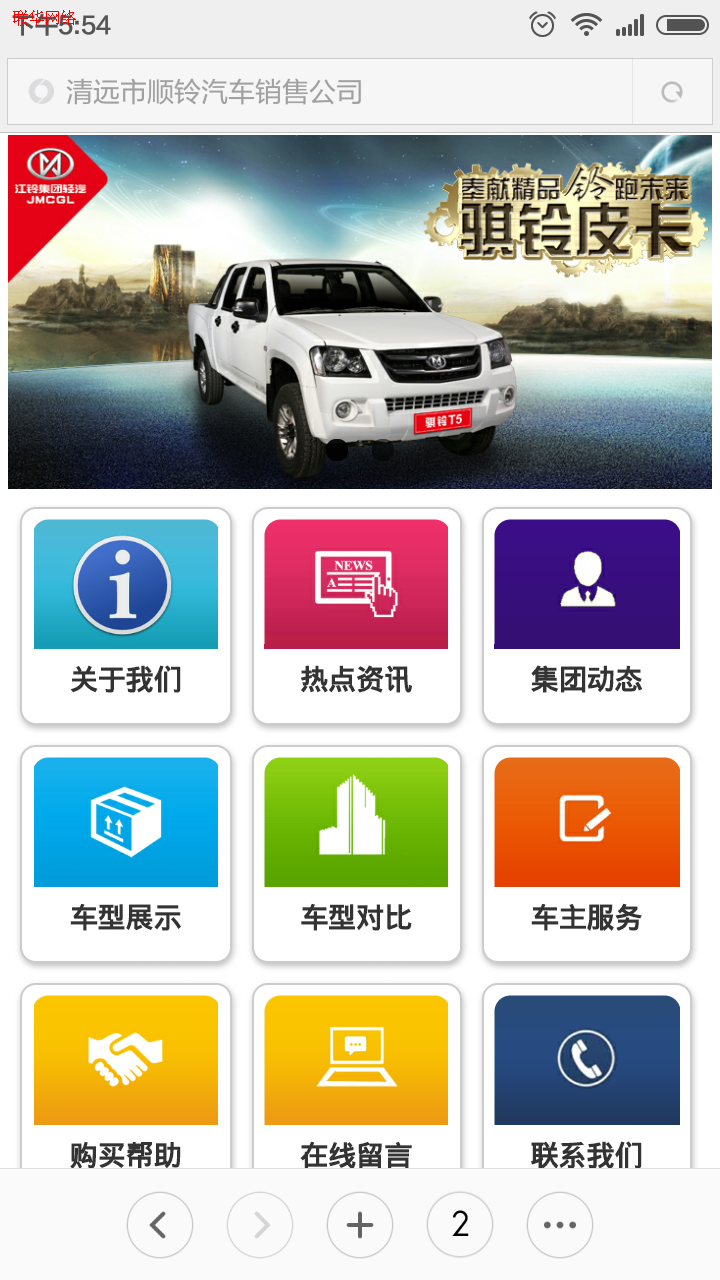 联华网络
下午5:54
清远市顺铃汽车销售公司
江铃集团轻汽
JMCGL
奉献精品 铃跑未来
骐铃皮卡
骐铃T5
NEWS
A
关于我们
热点资讯
集团动态
车型展示
车型对比
车主服务
购买帮助
在线留言
联系我们
2